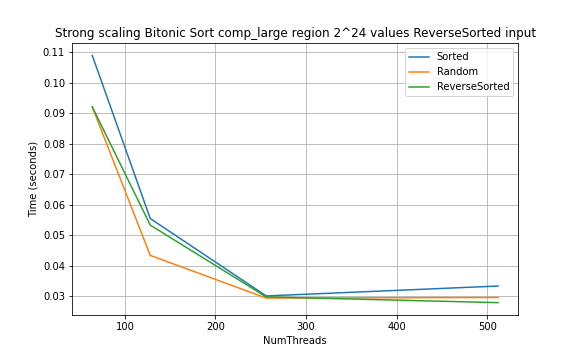 Strong scaling Bitonic Sort comp_large region 2^24 values ReverseSorted input
Sorted
Random
ReverseSorted
Time (seconds)
0.11
0.10
0.09
0.08
0.07
0.06
0.05
0.04
0.03
100 200 300 400 500
NumThreads